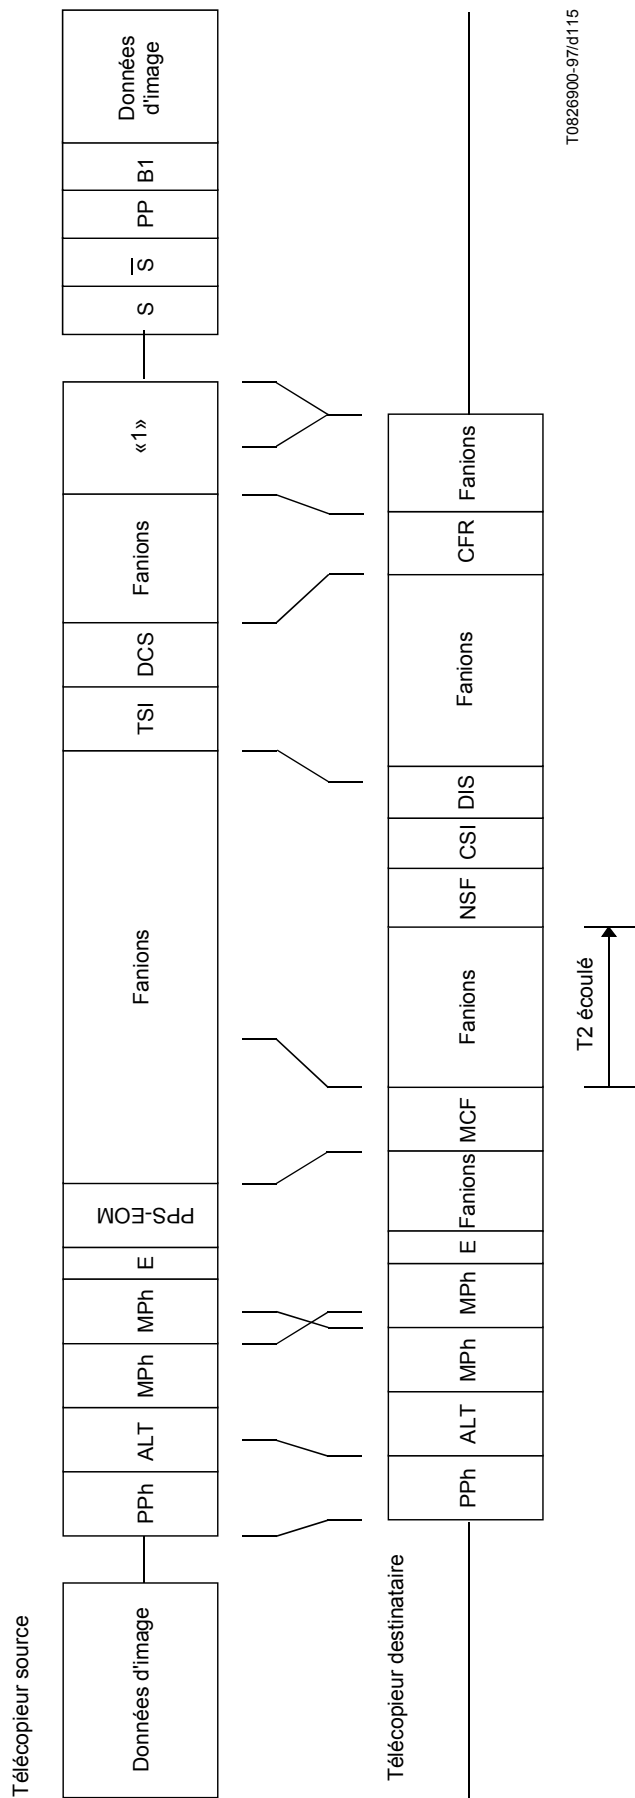 Télécopieur source
Données d'image
PPh
ALT
MPh
MPh
E
PPS-EOM
Fanions
TSI
DCS
Fanions
«1»
S
S̅
PP
B1
Données
d'image
Télécopieur destinataire
PPh
ALT
MPh
MPh
E
Fanions
MCF
Fanions
NSF
CSI
DIS
Fanions
CFR
Fanions
T2 écoulé
T0826900-97/d115